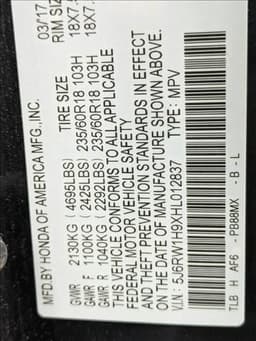 MFD.BY HONDA OF AMERICA MFG.,INC. 03/17
TIRE SIZE RIM SIZ
GVWR 2130KG ( 4695LBS)
GAWR F 1100KG ( 2425LBS) 235/60R18 103H 18X7.
GAWR R 1040KG ( 2292LBS) 235/60R18 103H 18X7.
THIS VEHICLE CONFORMS TO ALL APPLICABLE
FEDERAL MOTOR VEHICLE SAFETY
AND THEFT PREVENTION STANDARDS IN EFFECT
ON THE DATE OF MANUFACTURE SHOWN ABOVE.
V.I.N: 5J6RW1H9XHL012837 TYPE: MPV
TLB H AF6 - PB88MX - B - L